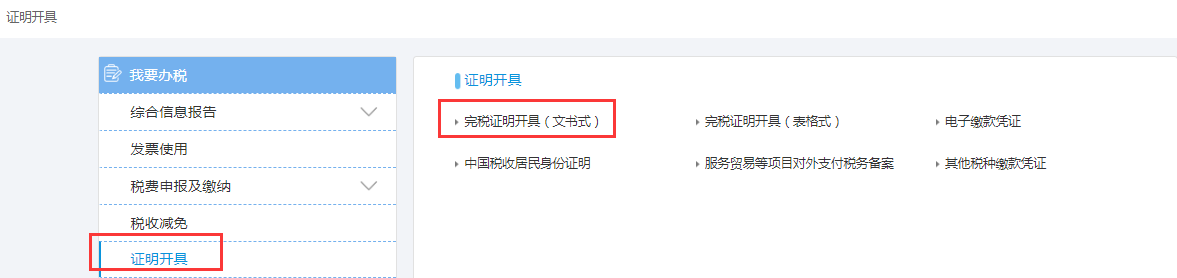 证明开具
我要办税
综合信息报告
发票使用
税费申报及缴纳
税收减免
证明开具
证明开具
完税证明开具（文书式） 完税证明开具（表格式） 电子缴款凭证
中国税收居民身份证明 服务贸易等项目对外支付税务备案 其他税种缴款凭证